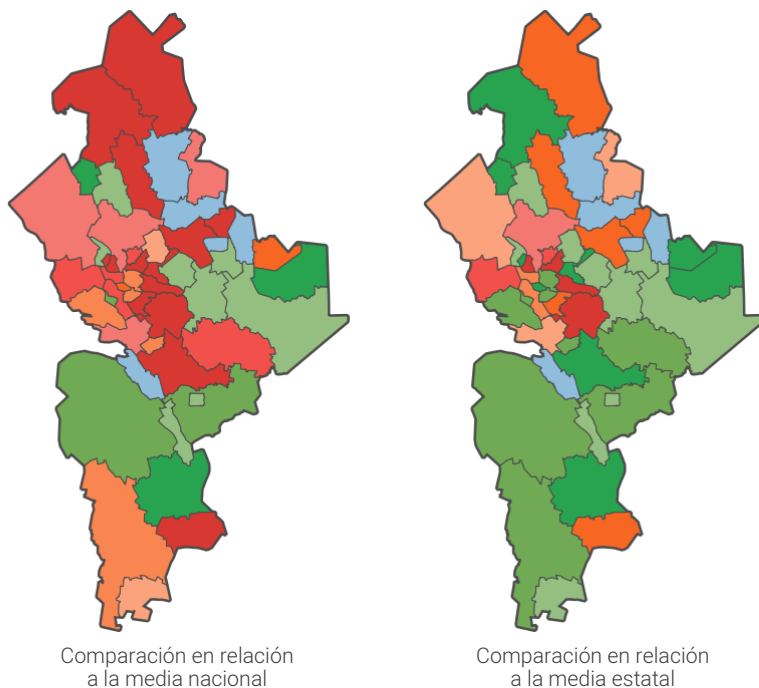 Comparación en relación
a la media nacional
Comparación en relación
a la media estatal